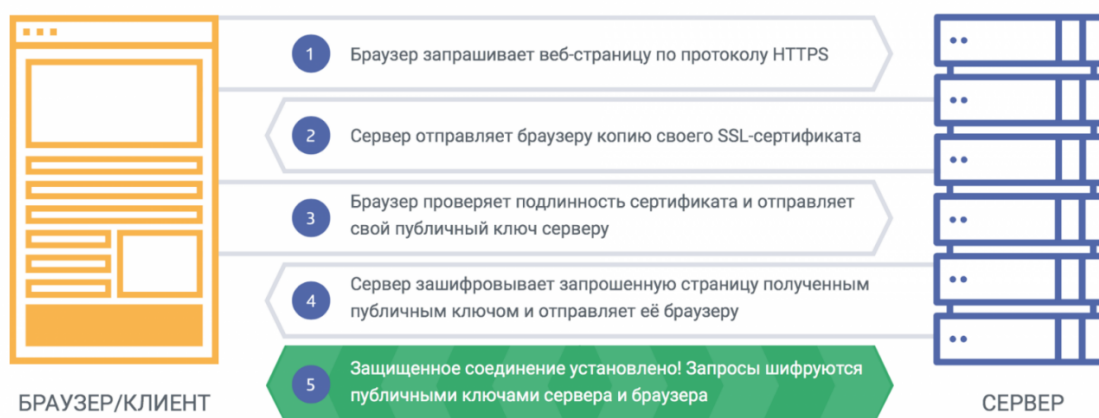 1 Браузер запрашивает веб-страницу по протоколу HTTPS
2 Сервер отправляет браузеру копию своего SSL-сертификата
3 Браузер проверяет подлинность сертификата и отправляет
свой публичный ключ серверу
4 Сервер зашифровывает запрошенную страницу полученным
публичным ключом и отправляет её браузеру
5 Защищенное соединение установлено! Запросы шифруются
публичными ключами сервера и браузера
БРАУЗЕР/КЛИЕНТ
СЕРВЕР